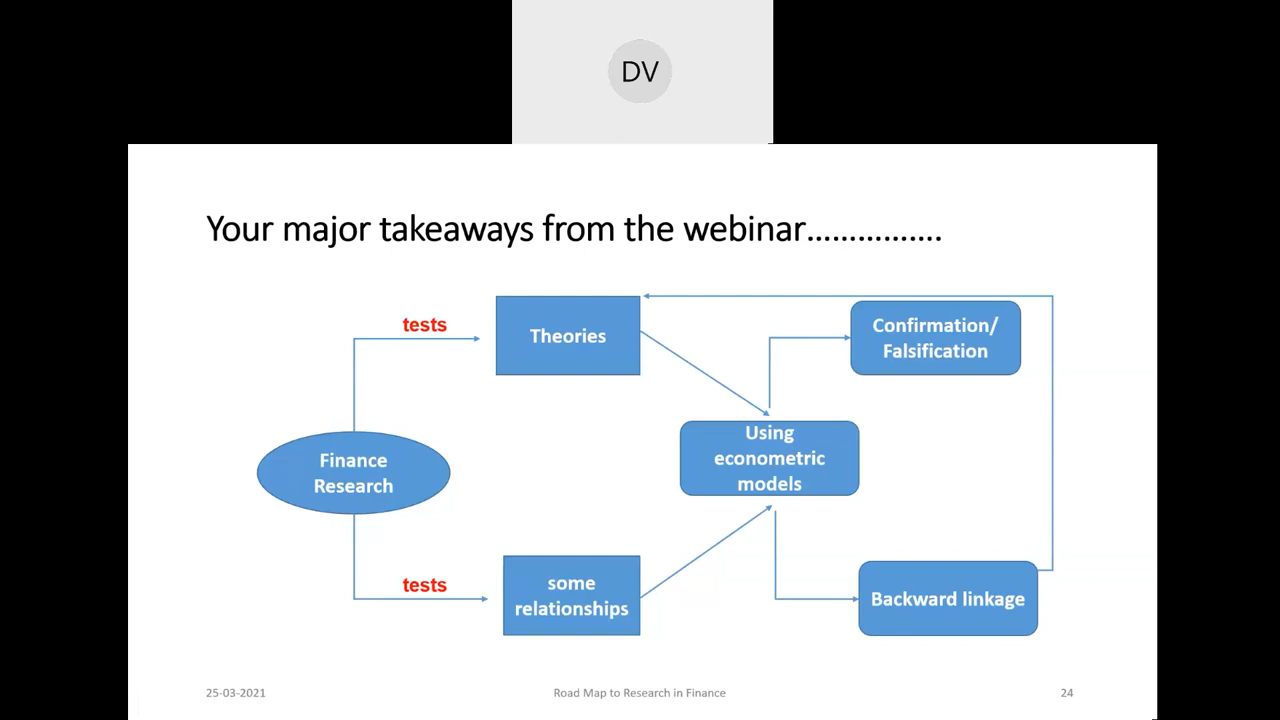 DV
Your major takeaways from the webinar................
tests
Theories
Confirmation/
Falsification
Using
econometric
models
Finance
Research
tests
some
relationships
Backward linkage
25-03-2021
Road Map to Research in Finance
24